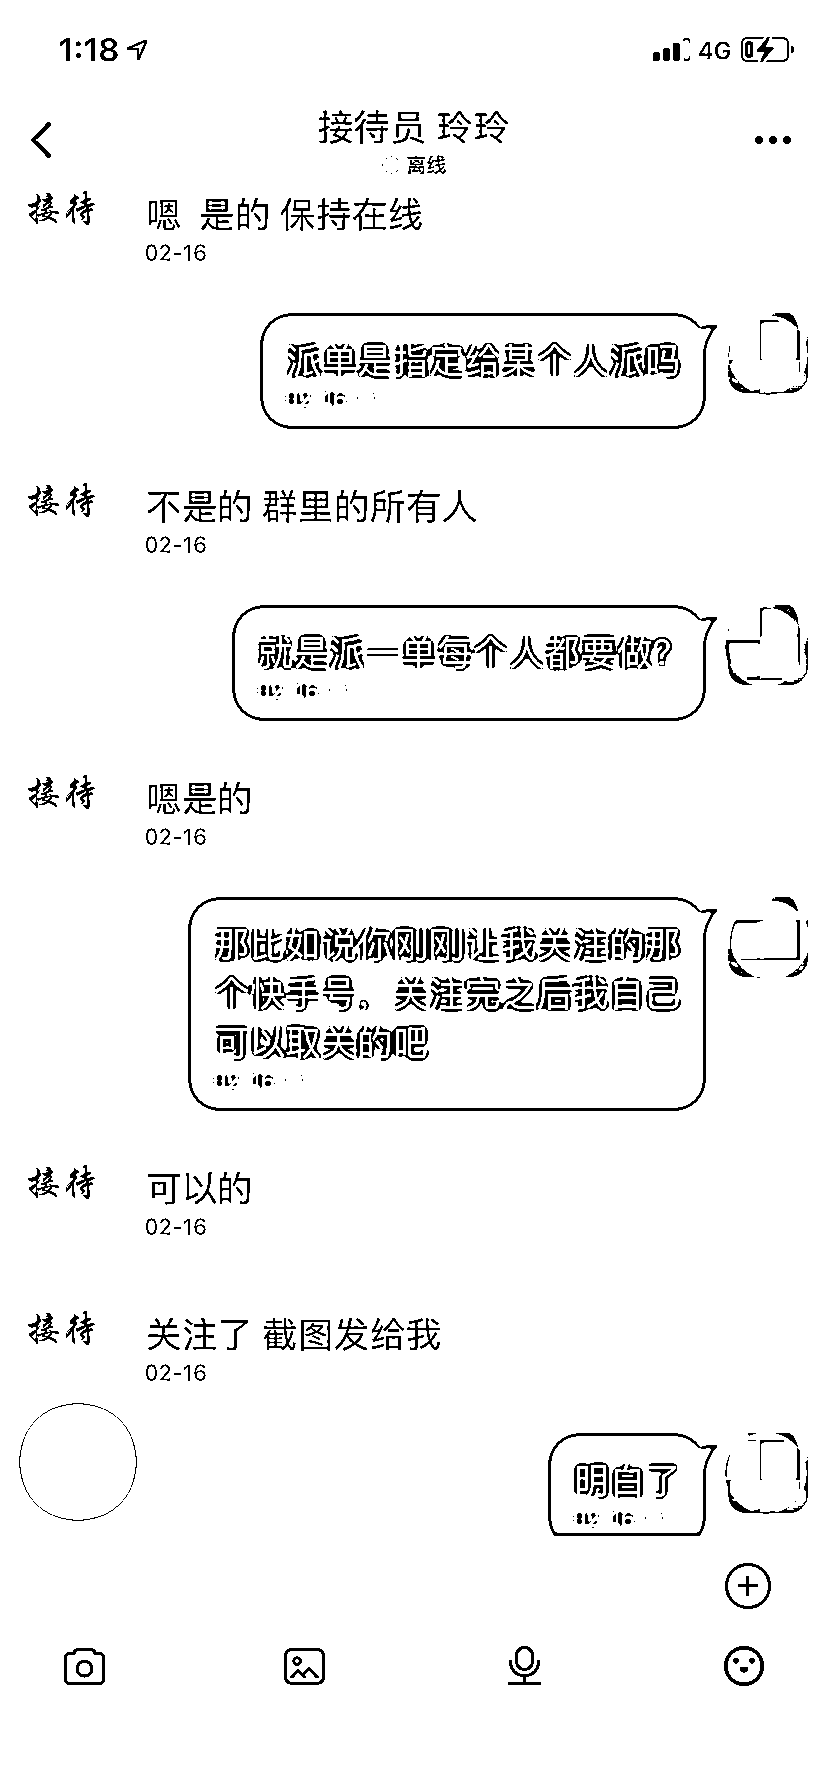 1:18
4G
接待员 玲玲
离线
接待
嗯 是的 保持在线
02-16
派单是指定给某个人派吗
接待
不是的 群里的所有人
02-16
就是派一单每个人都要做?
接待
嗯是的
02-16
那比如说你刚刚让我关注的那
个快手号。关注完之后我自己
可以取关的吧
接待
可以的
02-16
接待
关注了 截图发给我
02-16
明白了